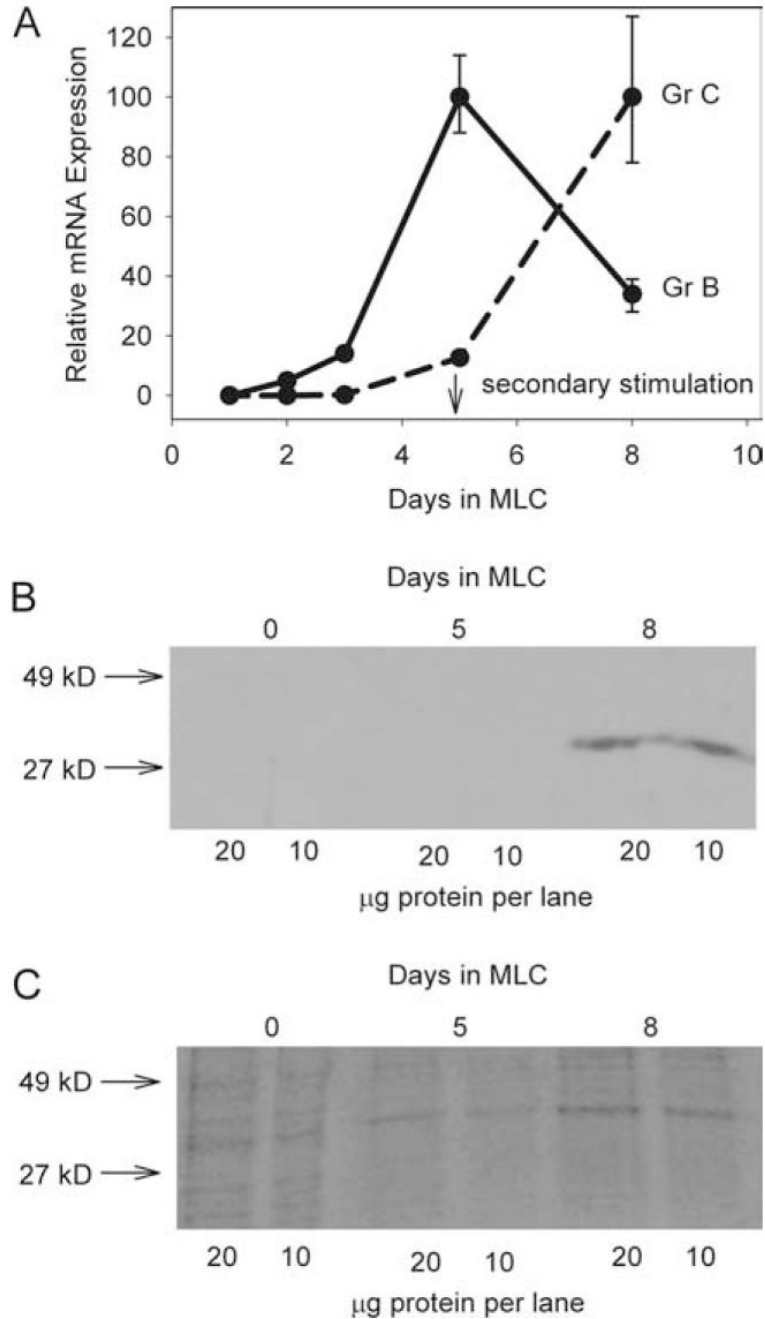 A
Relative mRNA Expression
120
100
80
60
40
20
0
Gr C
Gr B
secondary stimulation
0 2 4 6 8 10
Days in MLC
B
Days in MLC
0 5 8
49 kD
27 kD
20 10 20 10 20 10
μg protein per lane
C
Days in MLC
0 5 8
49 kD
27 kD
20 10 20 10 20 10
μg protein per lane